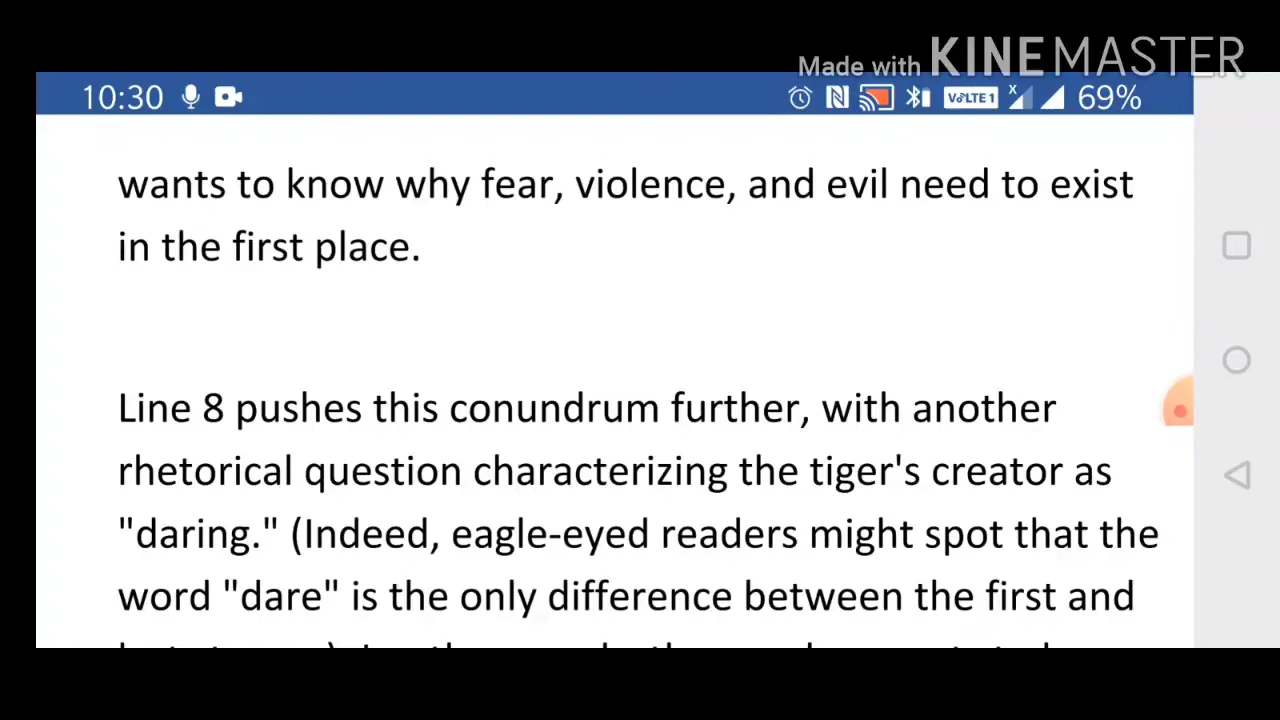 Made with KINEMASTER
10:30 VoLTE 1 x 69%
wants to know why fear, violence, and evil need to exist
in the first place.
Line 8 pushes this conundrum further, with another
rhetorical question characterizing the tiger's creator as
"daring." (Indeed, eagle-eyed readers might spot that the
word "dare" is the only difference between the first and